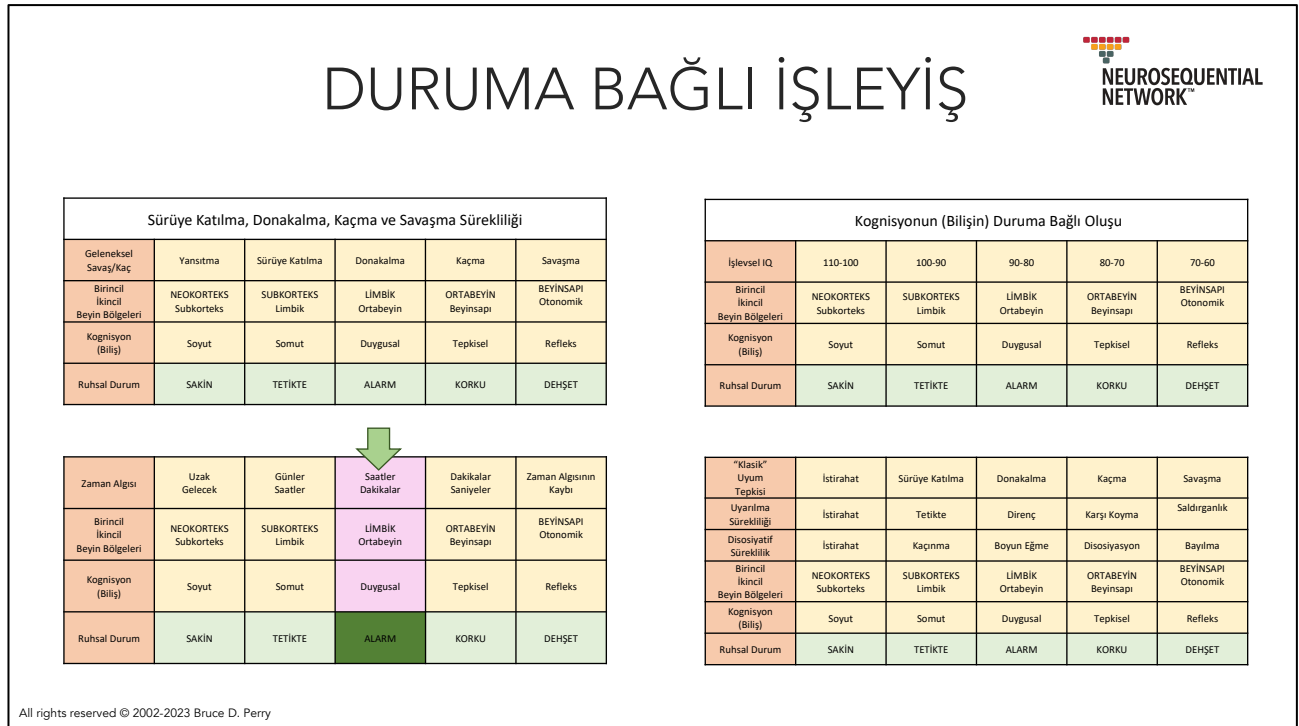 DURUMA BAĞLI İŞLEYİŞ
NEUROSEQUENTIAL
NETWORK™
Sürüye Katılma, Donakalma, Kaçma ve Savaşma Sürekliliği
Geleneksel
Savaş/Kaç
Yansıtma
Sürüye Katılma
Donakalma
Kaçma
Savaşma
Birincil
İkincil
Beyin Bölgeleri
NEOKORTEKS
Subkorteks
SUBKORTEKS
Limbik
LİMBİK
Ortabeyin
ORTABEYİN
Beyinsapı
BEYİNSAPI
Otonomik
Kognisyon
(Biliş)
Soyut
Somut
Duygusal
Tepkisel
Refleks
Ruhsal Durum
SAKİN
TETİKTE
ALARM
KORKU
DEHŞET
Kognisyonun (Bilişin) Duruma Bağlı Oluşu
İşlevsel IQ
110-100
100-90
90-80
80-70
70-60
Birincil
İkincil
Beyin Bölgeleri
NEOKORTEKS
Subkorteks
SUBKORTEKS
Limbik
LİMBİK
Ortabeyin
ORTABEYİN
Beyinsapı
BEYİNSAPI
Otonomik
Kognisyon
(Biliş)
Soyut
Somut
Duygusal
Tepkisel
Refleks
Ruhsal Durum
SAKİN
TETİKTE
ALARM
KORKU
DEHŞET
Zaman Algısı
Uzak
Gelecek
Günler
Saatler
Saatler
Dakikalar
Dakikalar
Saniyeler
Zaman Algısının
Kaybı
Birincil
İkincil
Beyin Bölgeleri
NEOKORTEKS
Subkorteks
SUBKORTEKS
Limbik
LİMBİK
Ortabeyin
ORTABEYİN
Beyinsapı
BEYİNSAPI
Otonomik
Kognisyon
(Biliş)
Soyut
Somut
Duygusal
Tepkisel
Refleks
Ruhsal Durum
SAKİN
TETİKTE
ALARM
KORKU
DEHŞET
“Klasik”
Uyum
Tepkisi
İstirahat
Sürüye Katılma
Donakalma
Kaçma
Savaşma
Uyarılma
Sürekliliği
İstirahat
Tetikte
Direnç
Karşı Koyma
Saldırganlık
Disosiyatif
Süreklilik
İstirahat
Kaçınma
Boyun Eğme
Disosiyasyon
Bayılma
Birincil
İkincil
Beyin Bölgeleri
NEOKORTEKS
Subkorteks
SUBKORTEKS
Limbik
LİMBİK
Ortabeyin
ORTABEYİN
Beyinsapı
BEYİNSAPI
Otonomik
Kognisyon
(Biliş)
Soyut
Somut
Duygusal
Tepkisel
Refleks
Ruhsal Durum
SAKİN
TETİKTE
ALARM
KORKU
DEHŞET
All rights reserved © 2002-2023 Bruce D. Perry